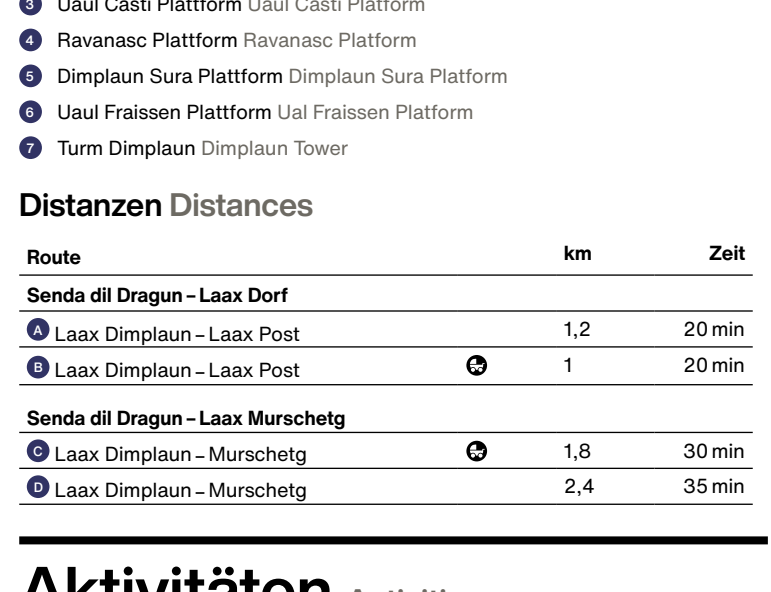 3 Uaul Casti Plattform Uaul Casti Platform
4 Ravanasc Plattform Ravanasc Platform
5 Dimplaun Sura Plattform Dimplaun Sura Platform
6 Uaul Fraissen Plattform Ual Fraissen Platform
7 Turm Dimplaun Dimplaun Tower
Distanzen Distances
Route km Zeit
Senda dil Dragun – Laax Dorf
A Laax Dimplaun – Laax Post 1,2 20 min
B Laax Dimplaun – Laax Post 1 20 min
Senda dil Dragun – Laax Murschetg
C Laax Dimplaun – Murschetg 1,8 30 min
D Laax Dimplaun – Murschetg 2,4 35 min
Aktivitäten